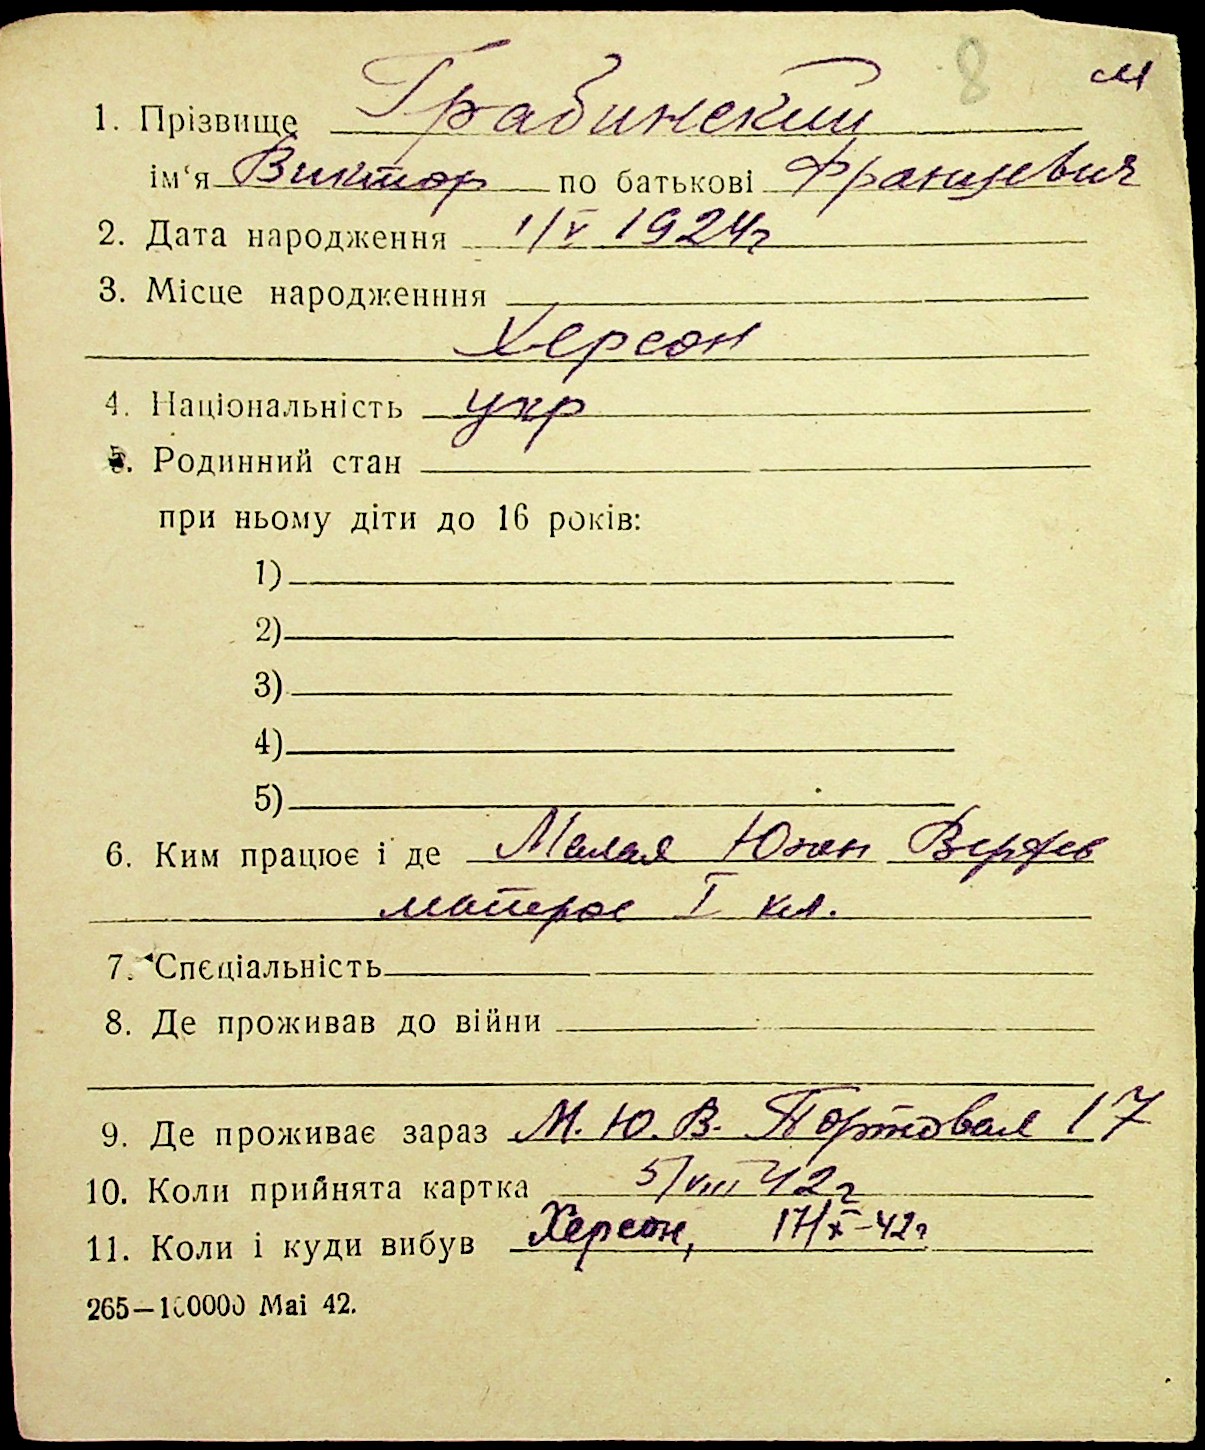 8 м
1. Прізвище Грабинский
ім‘я Виктор по батькові Францевич
2. Дата народження 1/V 1924г
3. Місце народженння
Херсон
4. Національність укр
5. Родинний стан
при ньому діти до 16 років:
1)
2)
3)
4)
5)
6. Ким працює і де Малая Южн Верфь
матрос I кл.
7. Спєціальність
8. Де проживав до війни
9. Де проживає зараз М. Ю. В. Портовая 17
10. Коли прийнята картка 5/VIII 42г
11. Коли і куди вибув Херсон, 17/X-42г
265—100000 Mai 42.